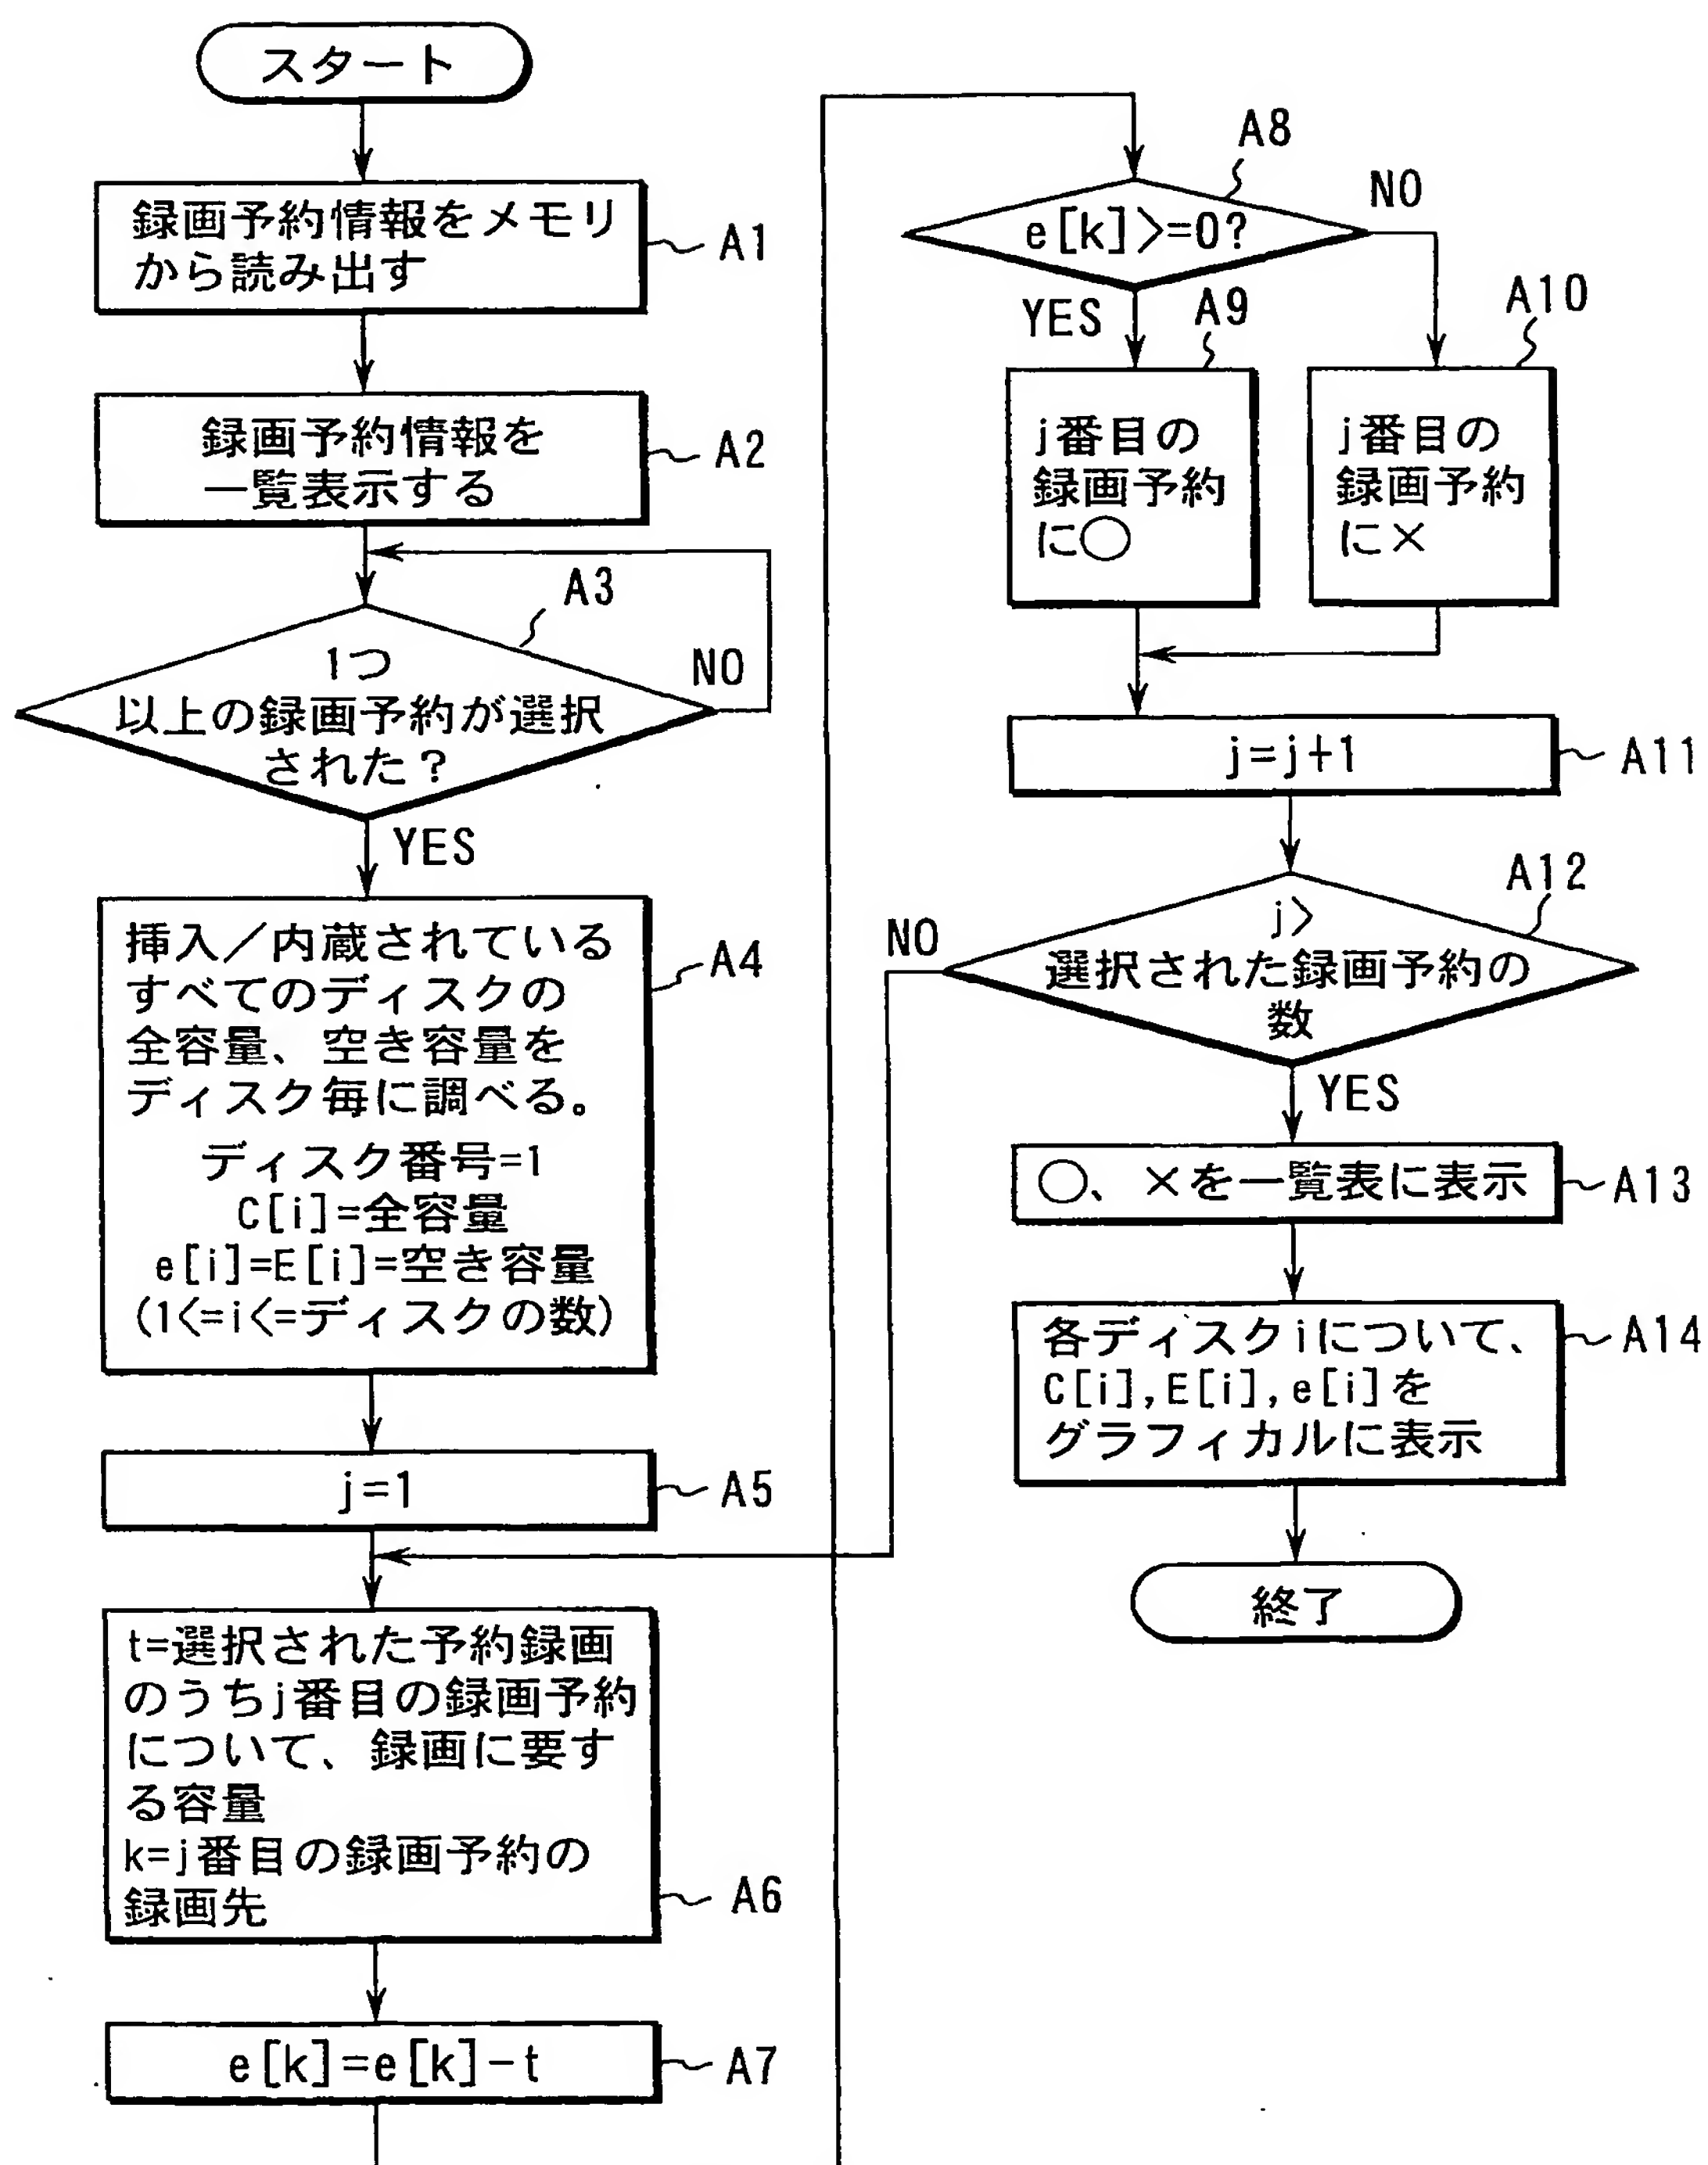 スタート
録画予約情報をメモリ
から読み出す
A1
録画予約情報を
一覧表示する
A2
A3
1つ
以上の録画予約が選択
された?
NO
YES
挿入/内蔵されている
すべてのディスクの
全容量、空き容量を
ディスク毎に調べる。
ディスク番号=1
C[i]=全容量
e[i]=E[i]=空き容量
(1<=i<=ディスクの数)
A4
j=1
A5
t=選択された予約録画
のうちj番目の録画予約
について、録画に要す
る容量
k=j番目の録画予約の
録画先
A6
e[k]=e[k]-t
A7
A8
e[k]>=0?
NO
YES
A9
j番目の
録画予約
に○
A10
j番目の
録画予約
に×
j=j+1
A11
A12
j>
選択された録画予約の
数
NO
YES
○、×を一覧表に表示
A13
各ディスクiについて、
C[i],E[i],e[i]を
グラフィカルに表示
A14
終了